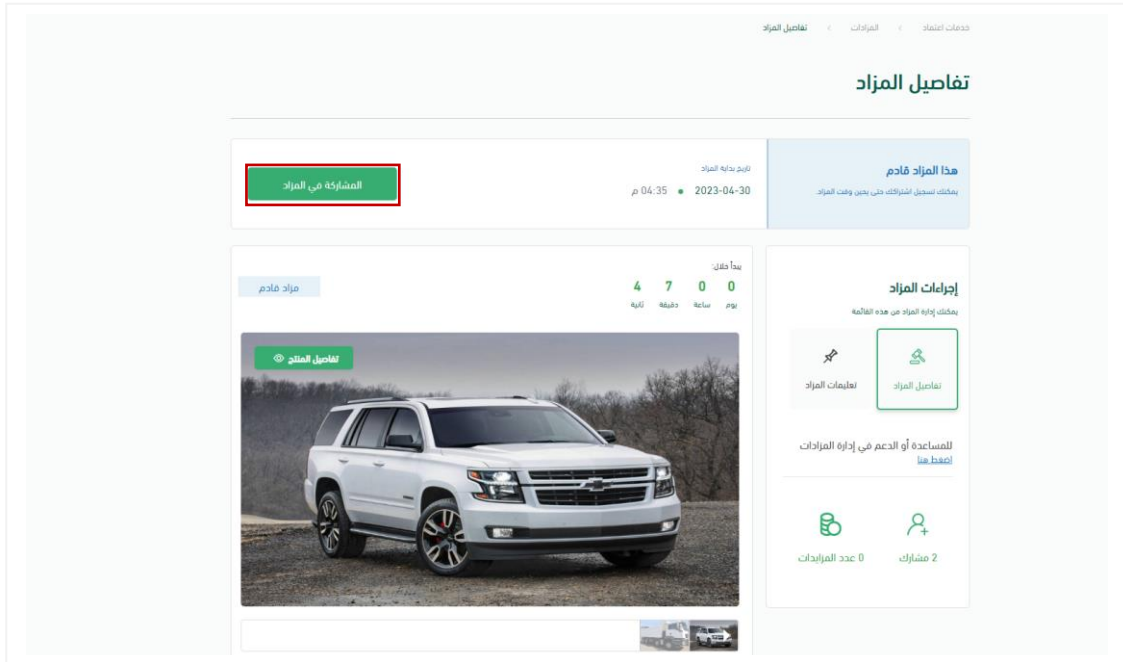 خدمات اعتماد > المزادات > تفاصيل المزاد
تفاصيل المزاد
هذا المزاد قادم
يمكنك تسجيل اشتراكك حتى يحين وقت المزاد.
تاريخ بداية المزاد
2023-04-30 • 04:35 م
المشاركة في المزاد
إجراءات المزاد
يمكنك إدارة المزاد من هذه القائمة
تفاصيل المزاد
تعليمات المزاد
للمساعدة أو الدعم في إدارة المزادات
اضغط هنا
2 مشارك
0 عدد المزايدات
يبدأ خلال:
0 0 7 4
يوم ساعة دقيقة ثانية
مزاد قادم
تفاصيل المنتج